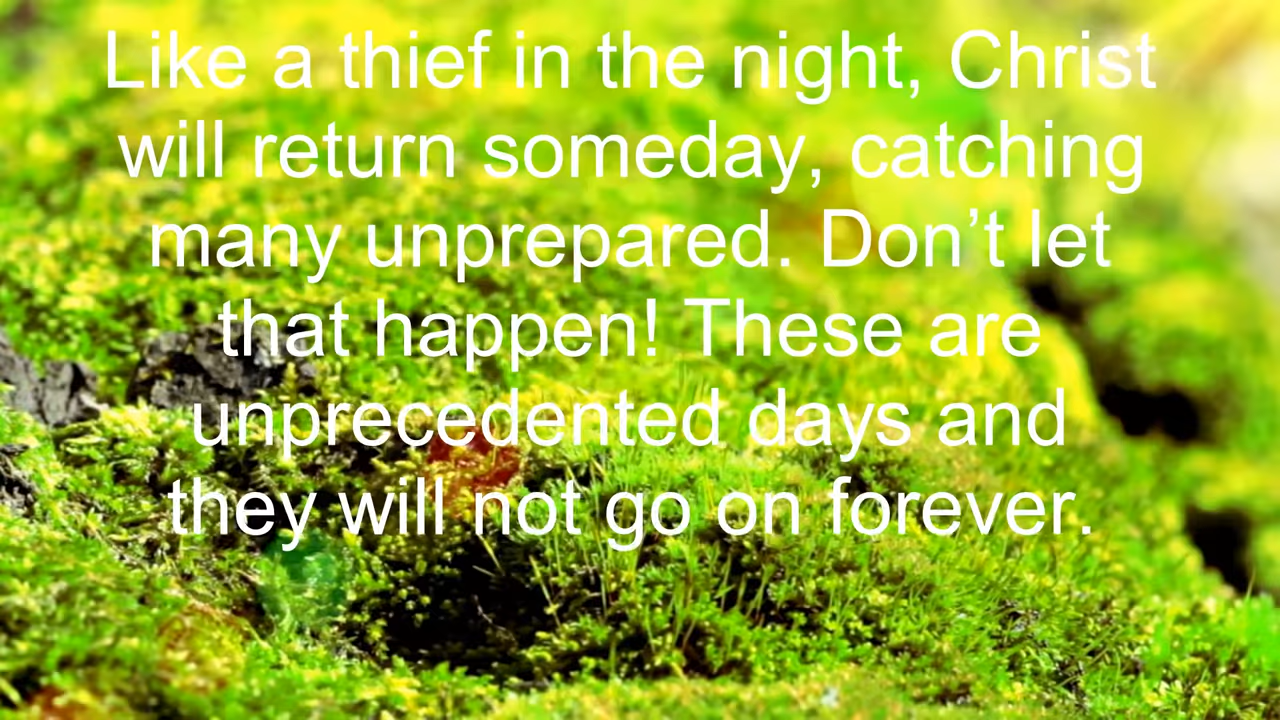 Like a thief in the night, Christ
will return someday, catching
many unprepared. Don’t let
that happen! These are
unprecedented days and
they will not go on forever.